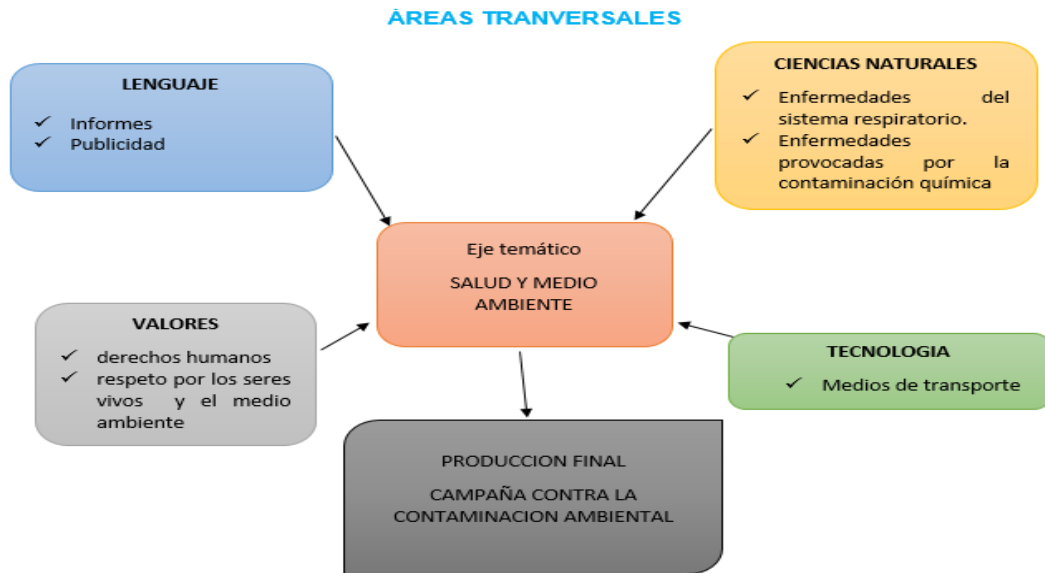 ÁREAS TRANVERSALES
LENGUAJE
✓ Informes
✓ Publicidad
CIENCIAS NATURALES
✓ Enfermedades del
sistema respiratorio.
✓ Enfermedades
provocadas por la
contaminación química
Eje temático
SALUD Y MEDIO
AMBIENTE
VALORES
✓ derechos humanos
✓ respeto por los seres
vivos y el medio
ambiente
TECNOLOGIA
✓ Medios de transporte
PRODUCCION FINAL
CAMPAÑA CONTRA LA
CONTAMINACION AMBIENTAL